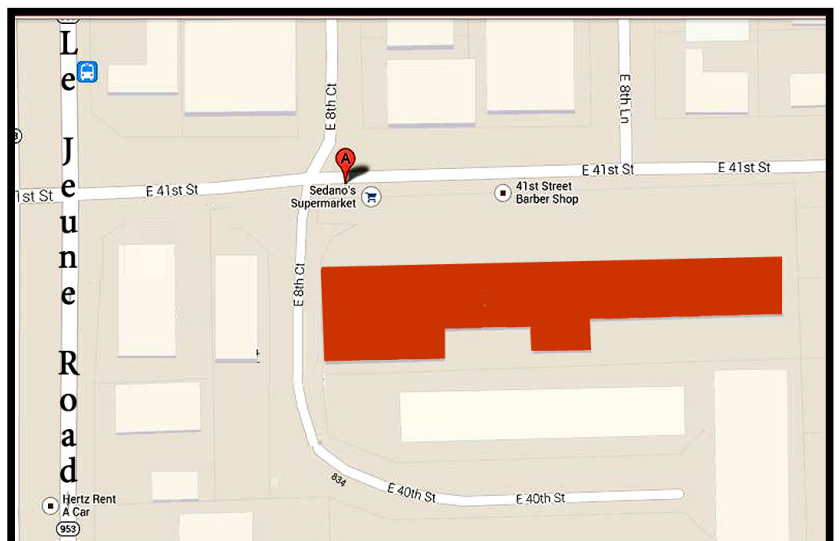 Le Jeune Road
E 8th Ct
E 8th Ln
1st St
E 41st St
E 41st St
E 41st St
A
Sedano's
Supermarket
41st Street
Barber Shop
E 8th Ct
834
E 40th St
E 40th St
Hertz Rent
A Car
953